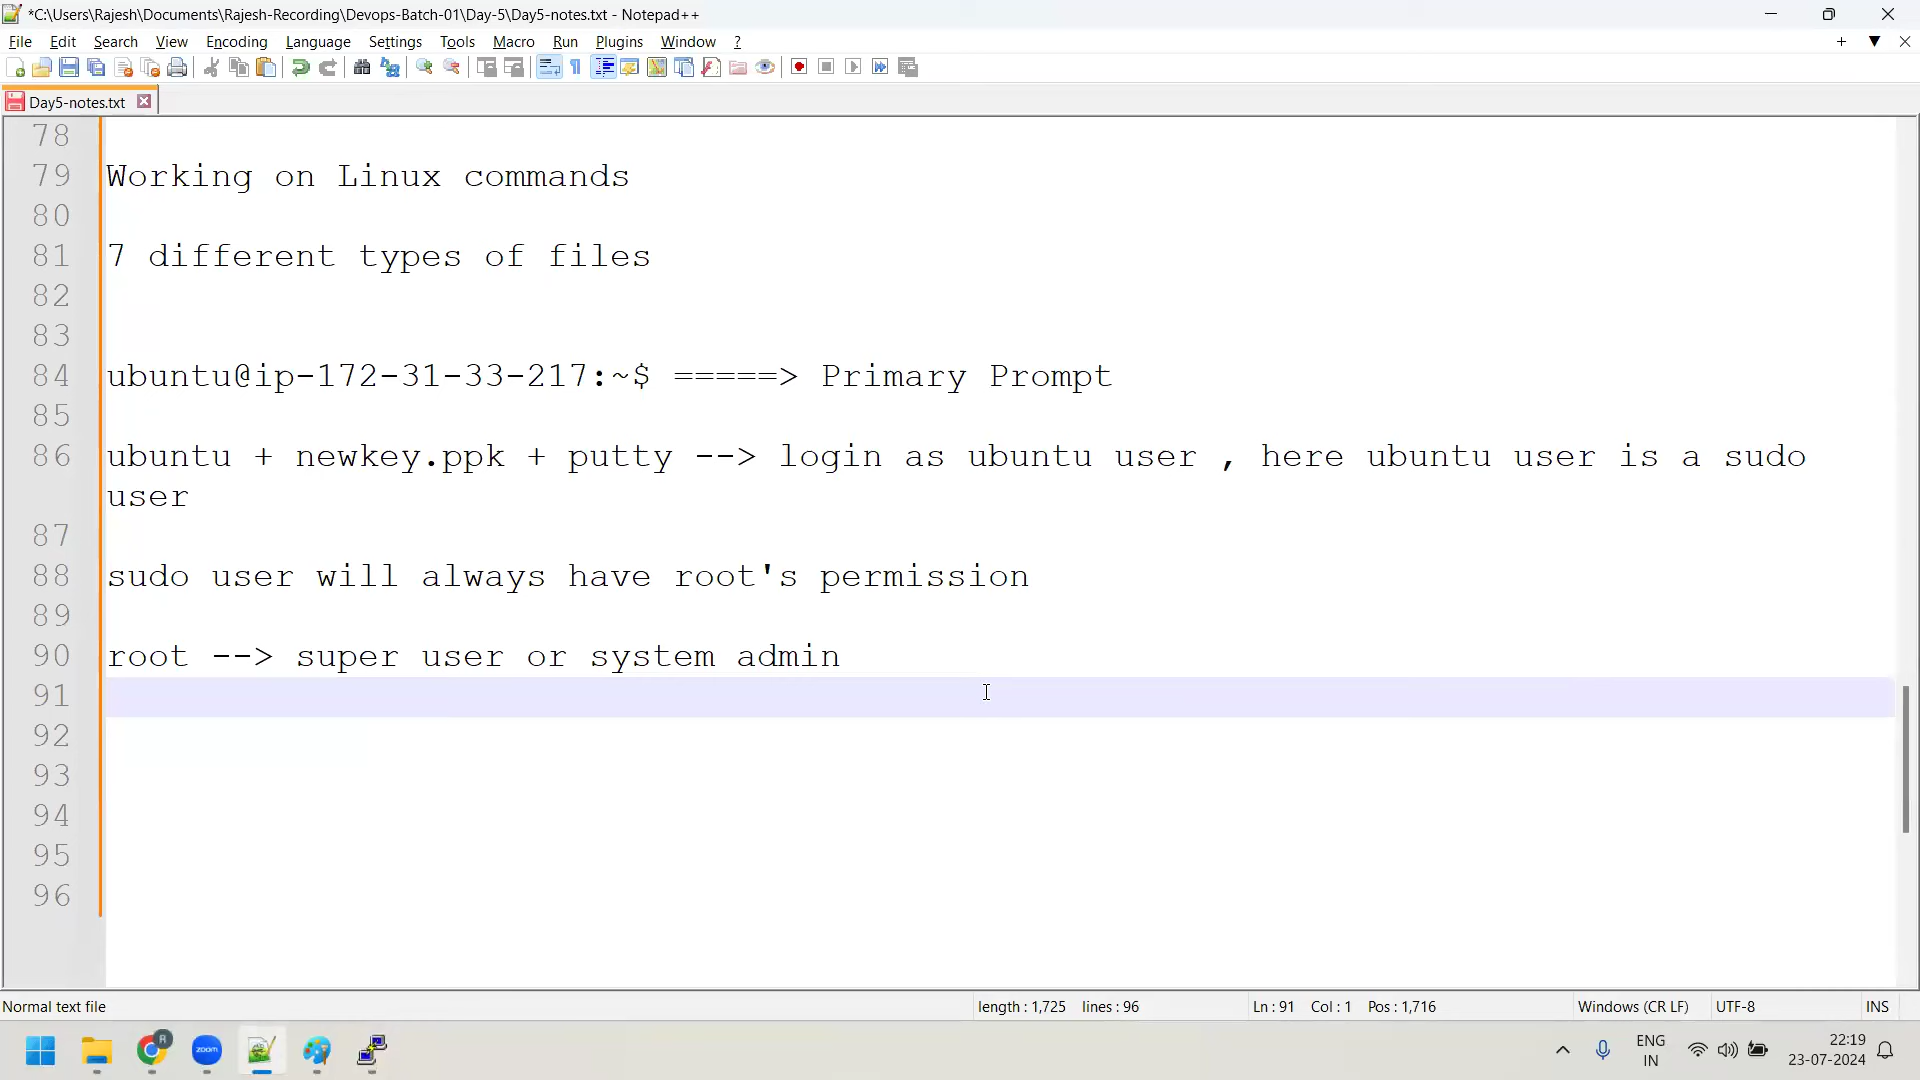 *C:\Users\Rajesh\Documents\Rajesh-Recording\Devops-Batch-01\Day-5\Day5-notes.txt - Notepad++
File Edit Search View Encoding Language Settings Tools Macro Run Plugins Window ?
Day5-notes.txt
78
79 Working on Linux commands
80
81 7 different types of files
82
83
84 ubuntu@ip-172-31-33-217:~$ =====> Primary Prompt
85
86 ubuntu + newkey.ppk + putty --> login as ubuntu user , here ubuntu user is a sudo
user
87
88 sudo user will always have root's permission
89
90 root --> super user or system admin
91
92
93
94
95
96
Normal text file length : 1,725 lines : 96 Ln : 91 Col : 1 Pos : 1,716 Windows (CR LF) UTF-8 INS
R
zoom
ENG
IN
22:19
23-07-2024